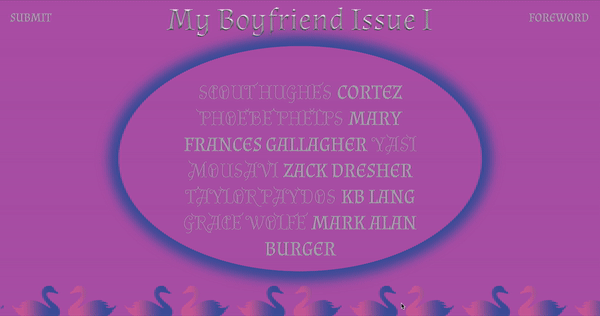 SUBMIT
My Boyfriend Issue I
FOREWORD
SCOUT HUGHES CORTEZ
PHOEBE PHELPS MARY
FRANCES GALLAGHER YASI
MOUSAVI ZACK DRESHER
TAYLOR PAYDOS KB LANG
GRACE WOLFE MARK ALAN
BURGER